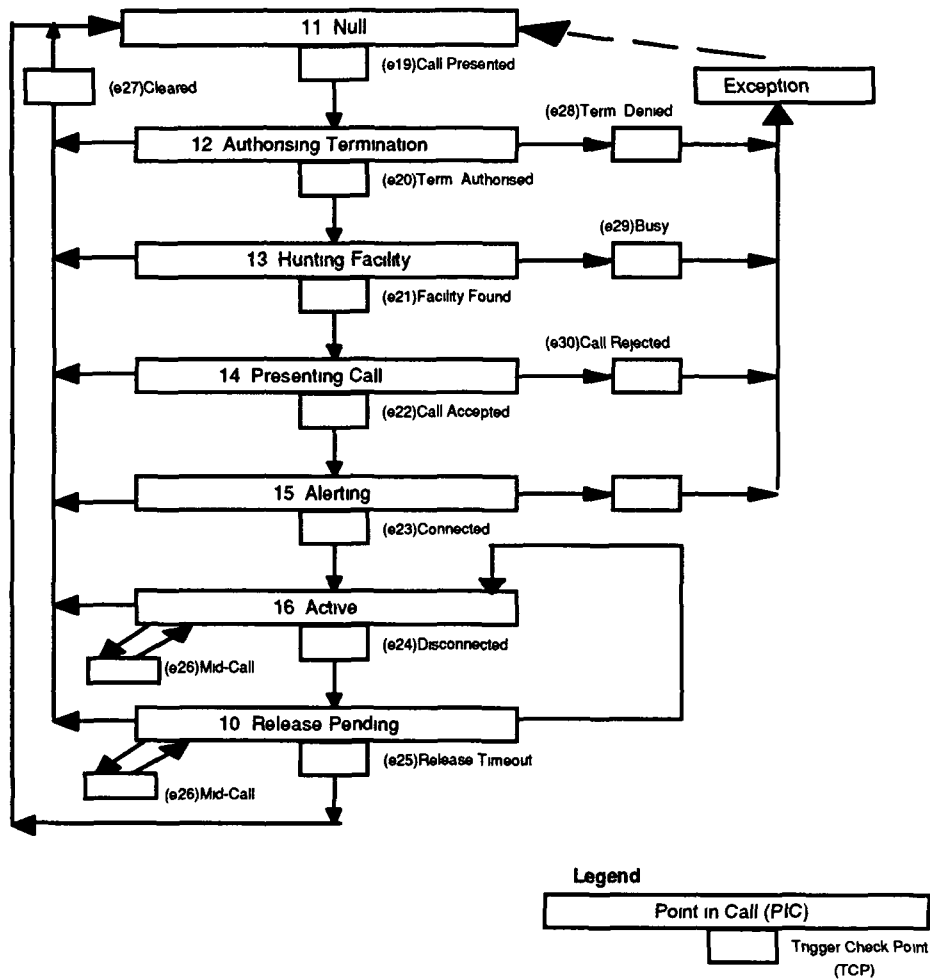 11 Null
(e19)Call Presented
(e27)Cleared
Exception
(e28)Term Denied
12 Authorising Termination
(e20)Term Authorised
(e29)Busy
13 Hunting Facility
(e21)Facility Found
(e30)Call Rejected
14 Presenting Call
(e22)Call Accepted
15 Alerting
(e23)Connected
16 Active
(e24)Disconnected
(e26)Mid-Call
10 Release Pending
(e25)Release Timeout
(e26)Mid-Call
Legend
Point in Call (PIC)
Trigger Check Point
(TCP)